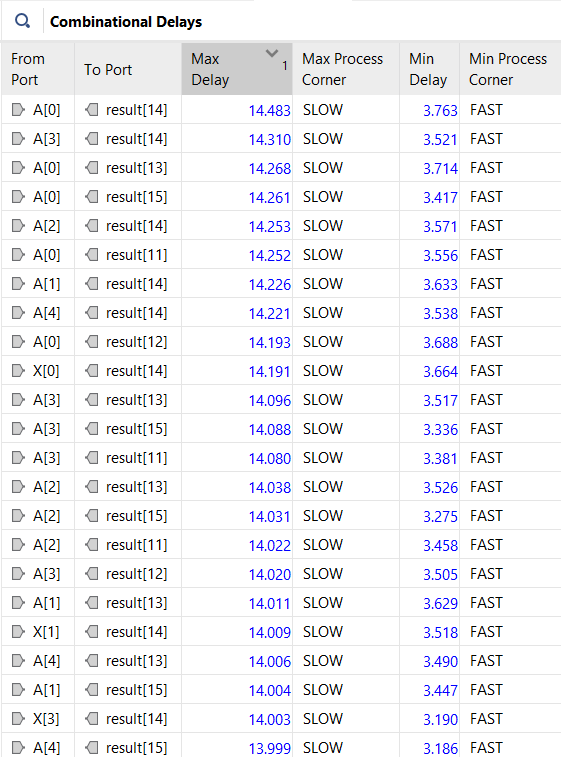 Combinational Delays
From Port To Port Max Delay 1 Max Process Corner Min Delay Min Process Corner
A[0] result[14] 14.483 SLOW 3.763 FAST
A[3] result[14] 14.310 SLOW 3.521 FAST
A[0] result[13] 14.268 SLOW 3.714 FAST
A[0] result[15] 14.261 SLOW 3.417 FAST
A[2] result[14] 14.253 SLOW 3.571 FAST
A[0] result[11] 14.252 SLOW 3.556 FAST
A[1] result[14] 14.226 SLOW 3.633 FAST
A[4] result[14] 14.221 SLOW 3.538 FAST
A[0] result[12] 14.193 SLOW 3.688 FAST
X[0] result[14] 14.191 SLOW 3.664 FAST
A[3] result[13] 14.096 SLOW 3.517 FAST
A[3] result[15] 14.088 SLOW 3.336 FAST
A[3] result[11] 14.080 SLOW 3.381 FAST
A[2] result[13] 14.038 SLOW 3.526 FAST
A[2] result[15] 14.031 SLOW 3.275 FAST
A[2] result[11] 14.022 SLOW 3.458 FAST
A[3] result[12] 14.020 SLOW 3.505 FAST
A[1] result[13] 14.011 SLOW 3.629 FAST
X[1] result[14] 14.009 SLOW 3.518 FAST
A[4] result[13] 14.006 SLOW 3.490 FAST
A[1] result[15] 14.004 SLOW 3.447 FAST
X[3] result[14] 14.003 SLOW 3.190 FAST
A[4] result[15] 13.999 SLOW 3.186 FAST